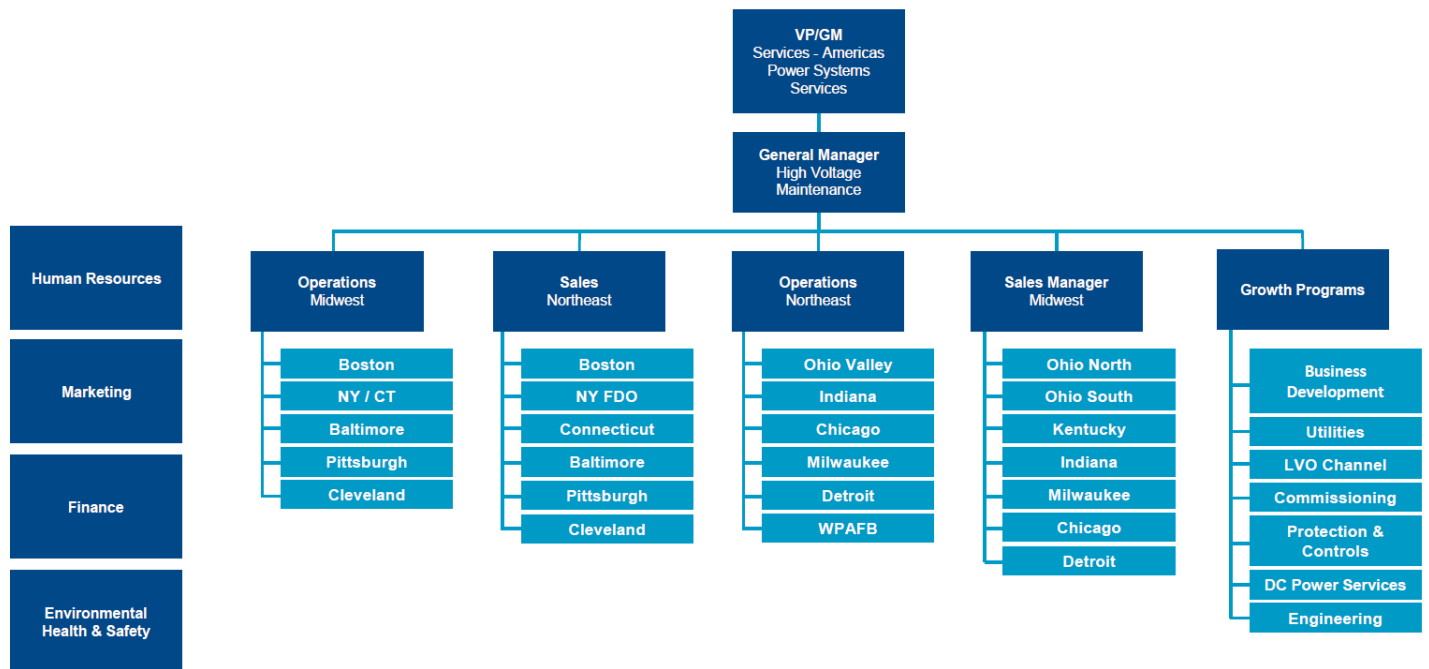 VP/GM
Services - Americas
Power Systems
Services
General Manager
High Voltage
Maintenance
Human Resources
Marketing
Finance
Environmental
Health & Safety
Operations
Midwest
Boston
NY / CT
Baltimore
Pittsburgh
Cleveland
Sales
Northeast
Boston
NY FDO
Connecticut
Baltimore
Pittsburgh
Cleveland
Operations
Northeast
Ohio Valley
Indiana
Chicago
Milwaukee
Detroit
WPAFB
Sales Manager
Midwest
Ohio North
Ohio South
Kentucky
Indiana
Milwaukee
Chicago
Detroit
Growth Programs
Business
Development
Utilities
LVO Channel
Commissioning
Protection &
Controls
DC Power Services
Engineering